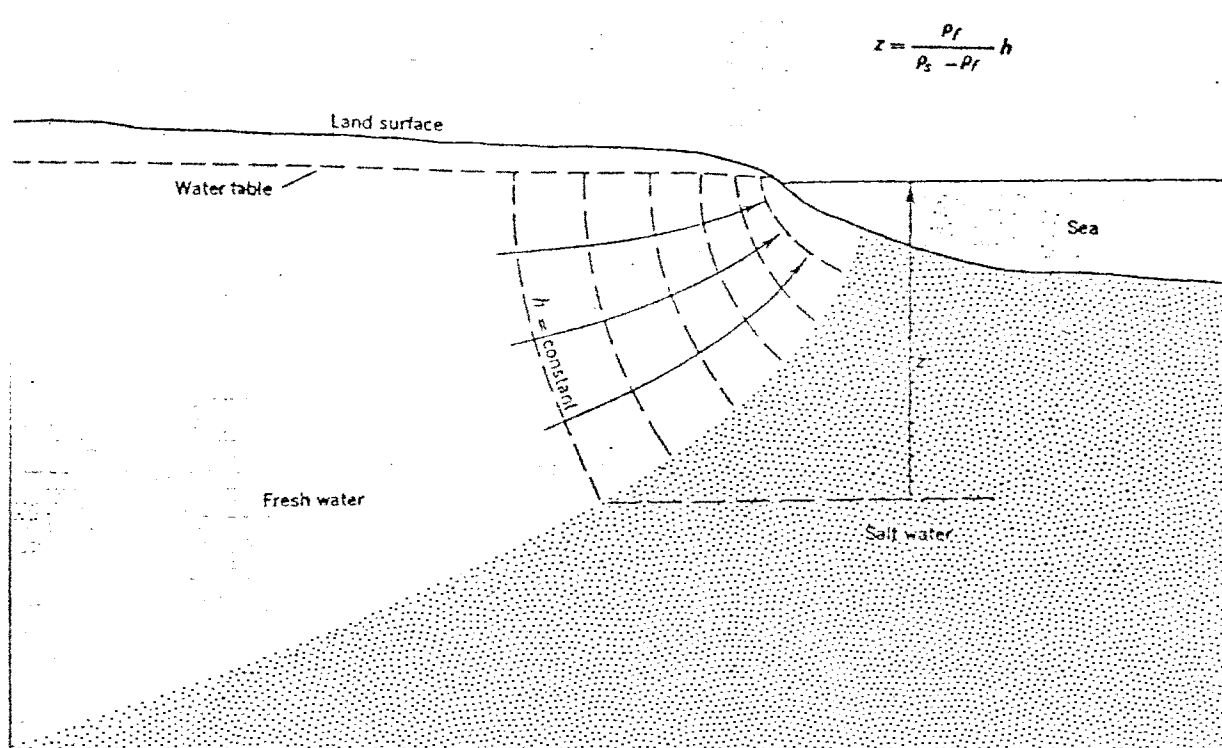 z = ρf / (ρs − ρf) h
Land surface
Water table
Sea
h = constant
z
Fresh water
Salt water